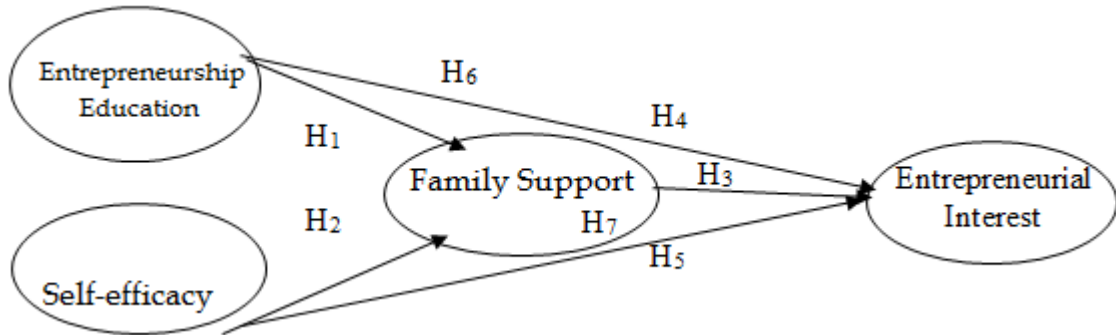 Entrepreneurship
Education
H₆
H₄
H₁
Family Support
H₃
Entrepreneurial
Interest
H₂
H₇
H₅
Self-efficacy